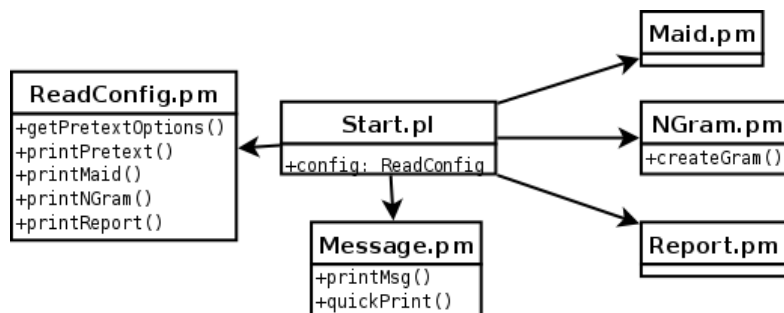 ReadConfig.pm
+getPretextOptions()
+printPretext()
+printMaid()
+printNGram()
+printReport()
Start.pl
+config: ReadConfig
Message.pm
+printMsg()
+quickPrint()
Maid.pm
NGram.pm
+createGram()
Report.pm